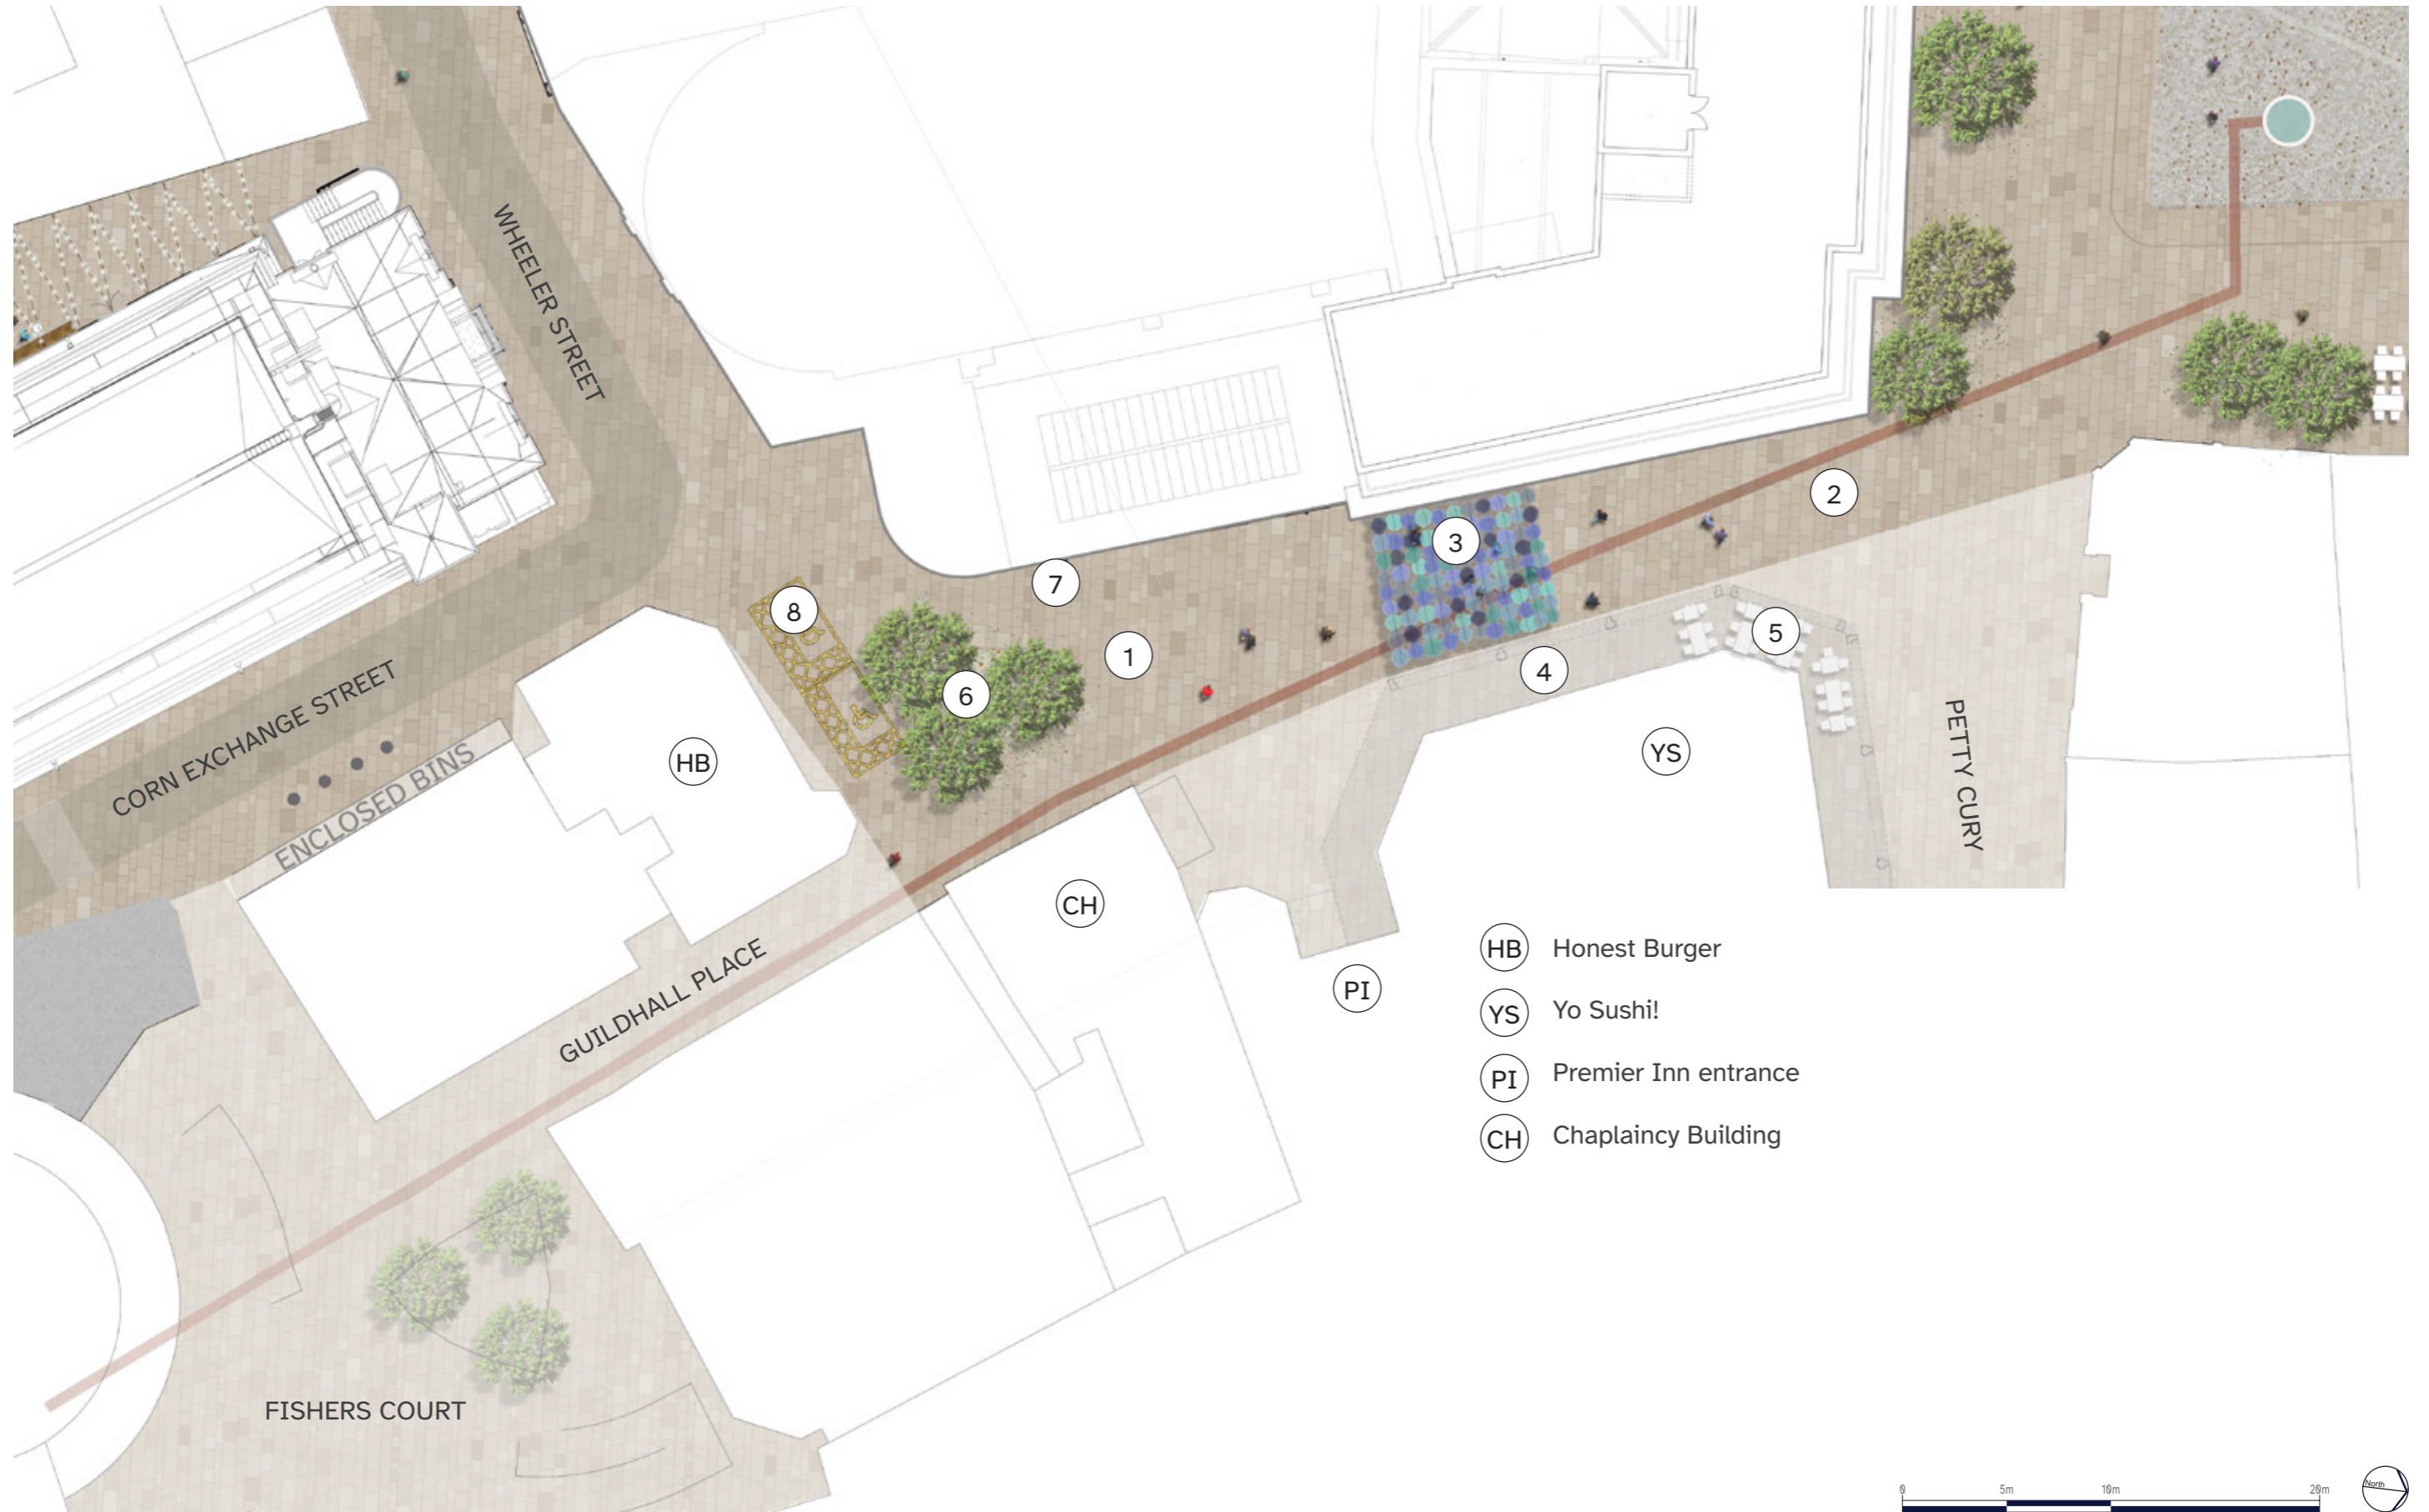 WHEELER STREET
2
3
7
8
5
1
4
6
CORN EXCHANGE STREET
PETTY CURY
YS
HB
ENCLOSED BINS
CH
HB Honest Burger
GUILDHALL PLACE
PI
YS Yo Sushi!
PI Premier Inn entrance
CH Chaplaincy Building
FISHERS COURT
0 5m 10m 20m
North